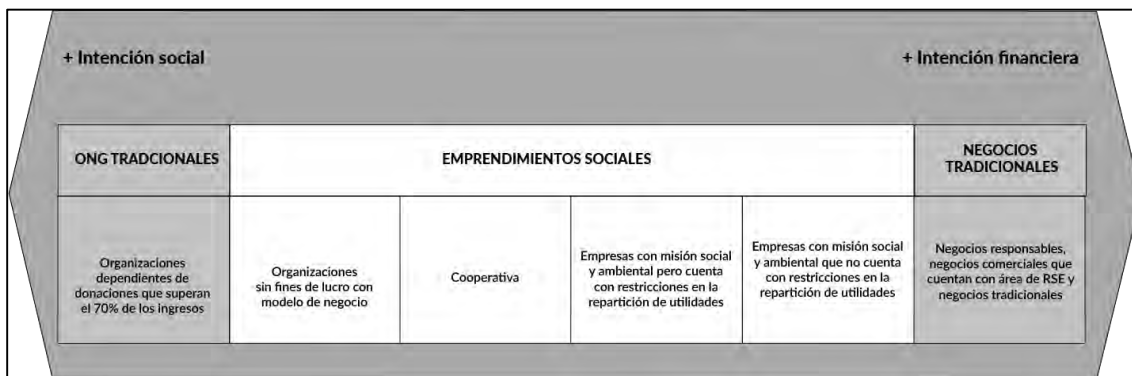 + Intención social
+ Intención financiera
ONG TRADCIONALES
EMPRENDIMIENTOS SOCIALES
NEGOCIOS
TRADICIONALES
Organizaciones
dependientes de
donaciones que superan
el 70% de los ingresos
Organizaciones
sin fines de lucro con
modelo de negocio
Cooperativa
Empresas con misión social
y ambiental pero cuenta
con restricciones en la
repartición de utilidades
Empresas con misión social
y ambiental que no cuenta
con restricciones en la
repartición de utilidades
Negocios responsables,
negocios comerciales que
cuentan con área de RSE y
negocios tradicionales